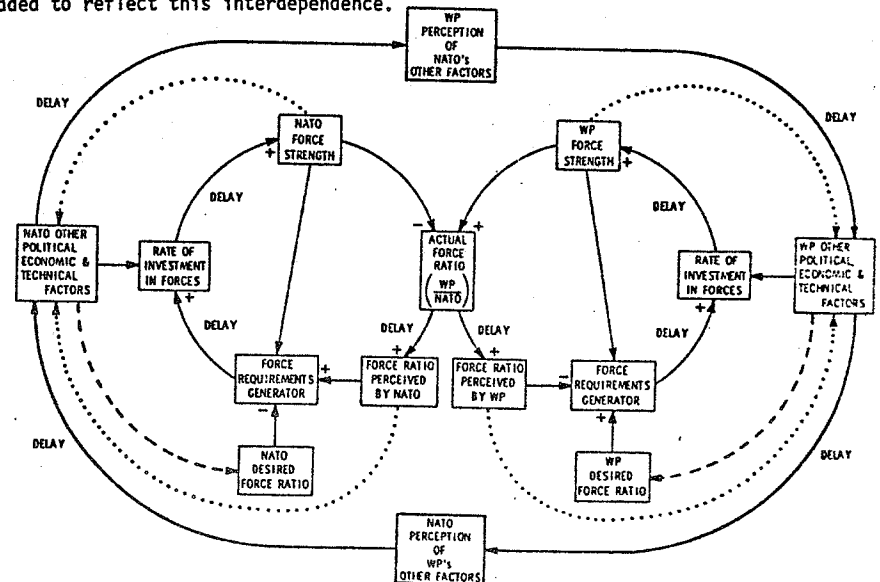 dded to reflect this interdependence.
WP
PERCEPTION
OF
NATO's
OTHER FACTORS
DELAY
DELAY
NATO
FORCE
STRENGTH
+
WP
FORCE
STRENGTH
+
DELAY
DELAY
NATO OTHER
POLITICAL
ECONOMIC &
TECHNICAL
FACTORS
RATE OF
INVESTMENT
IN FORCES
+
-
+
ACTUAL
FORCE
RATIO
(WP
NATO)
RATE OF
INVESTMENT
IN FORCES
+
WP OTHER
POLITICAL,
ECONOMIC &
TECHNICAL
FACTORS
DELAY
DELAY
DELAY
DELAY
FORCE
REQUIREMENTS
GENERATOR
+
-
+
FORCE RATIO
PERCEIVED
BY NATO
+
FORCE RATIO
PERCEIVED
BY WP
-
FORCE
REQUIREMENTS
GENERATOR
+
NATO
DESIRED
FORCE RATIO
WP
DESIRED
FORCE RATIO
DELAY
DELAY
NATO
PERCEPTION
OF
WP's
OTHER FACTORS